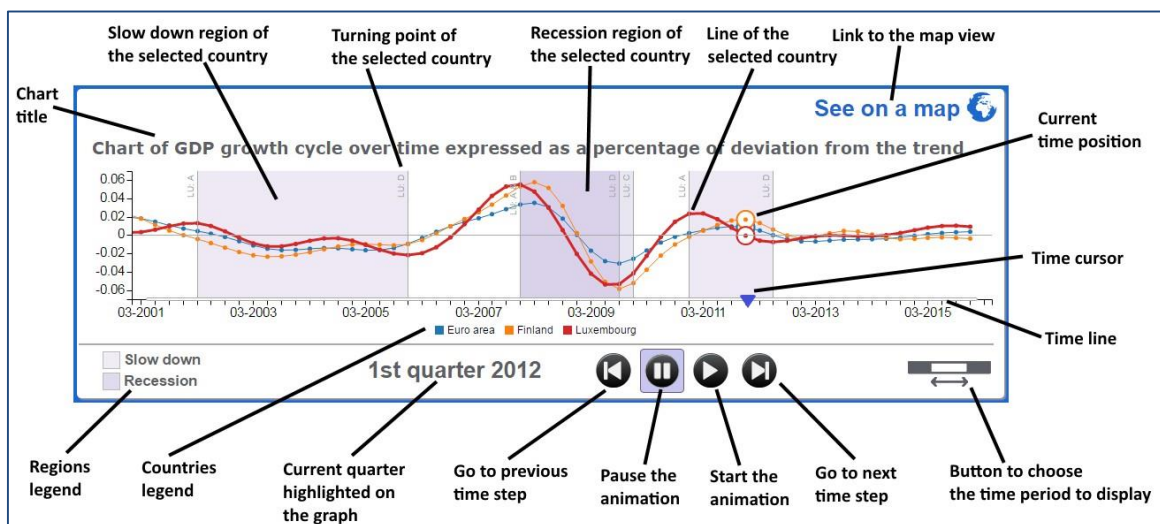 Slow down region of
the selected country
Turning point of
the selected country
Recession region of
the selected country
Line of the
selected country
Link to the map view
Chart
title
See on a map
Current
time position
Chart of GDP growth cycle over time expressed as a percentage of deviation from the trend
0.06
0.04
0.02
0
-0.02
-0.04
-0.06
LU: A
LU: D
LU: D
LU: C
LU: A
LU: D
Time cursor
03-2001
03-2003
03-2005
03-2007
03-2009
03-2011
03-2013
03-2015
Euro area
Finland
Luxembourg
Time line
Slow down
Recession
1st quarter 2012
Regions
legend
Countries
legend
Current quarter
highlighted on
the graph
Go to previous
time step
Pause the
animation
Start the
animation
Go to next
time step
Button to choose
the time period to display